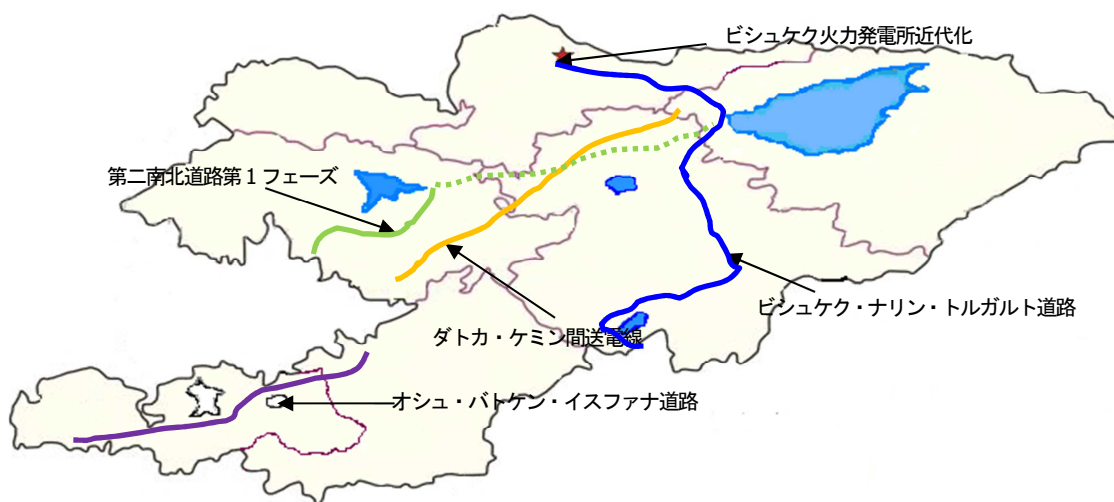 ビシュケク火力発電所近代化
第二南北道路第１フェーズ
ビシュケク・ナリン・トルガルト道路
ダトカ・ケミン間送電線
オシュ・バトケン・イスファナ道路